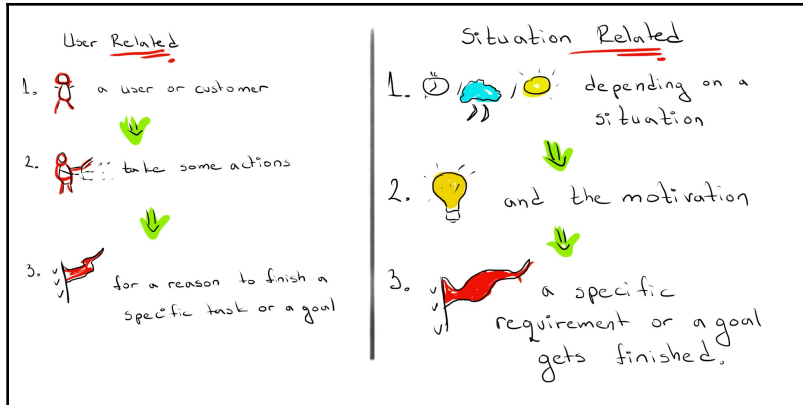 User Related
1. a user or customer
2. take some actions
3. for a reason to finish a
specific task or a goal
Situation Related
1. depending on a
situation
2. and the motivation
3. a specific
requirement or a goal
gets finished.